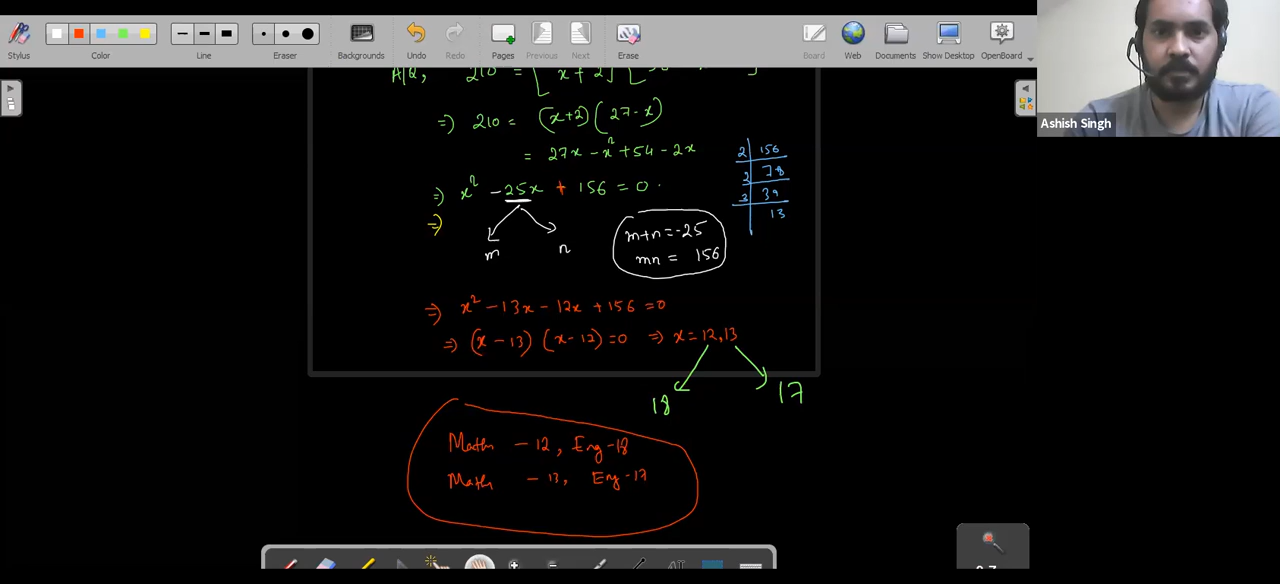 Stylus
Color
Line
Eraser
Backgrounds
Undo
Redo
Pages
Previous
Next
Erase
Board
Web
Documents
Show Desktop
OpenBoard
Ashish Singh
A/Q, 210 = [ x + 2 ] [
=) 210 = (x+2) (27-x)
= 27x - x² + 54 - 2x
=) x² - 25x + 156 = 0
=)
m n
m+n = -25
mn = 156
2 156
2 78
3 39
13
=) x² - 13x - 12x + 156 = 0
=) (x - 13) (x - 12) = 0 =) x = 12, 13
18 17
Maths - 12, Eng - 18
Math - 13, Eng - 17